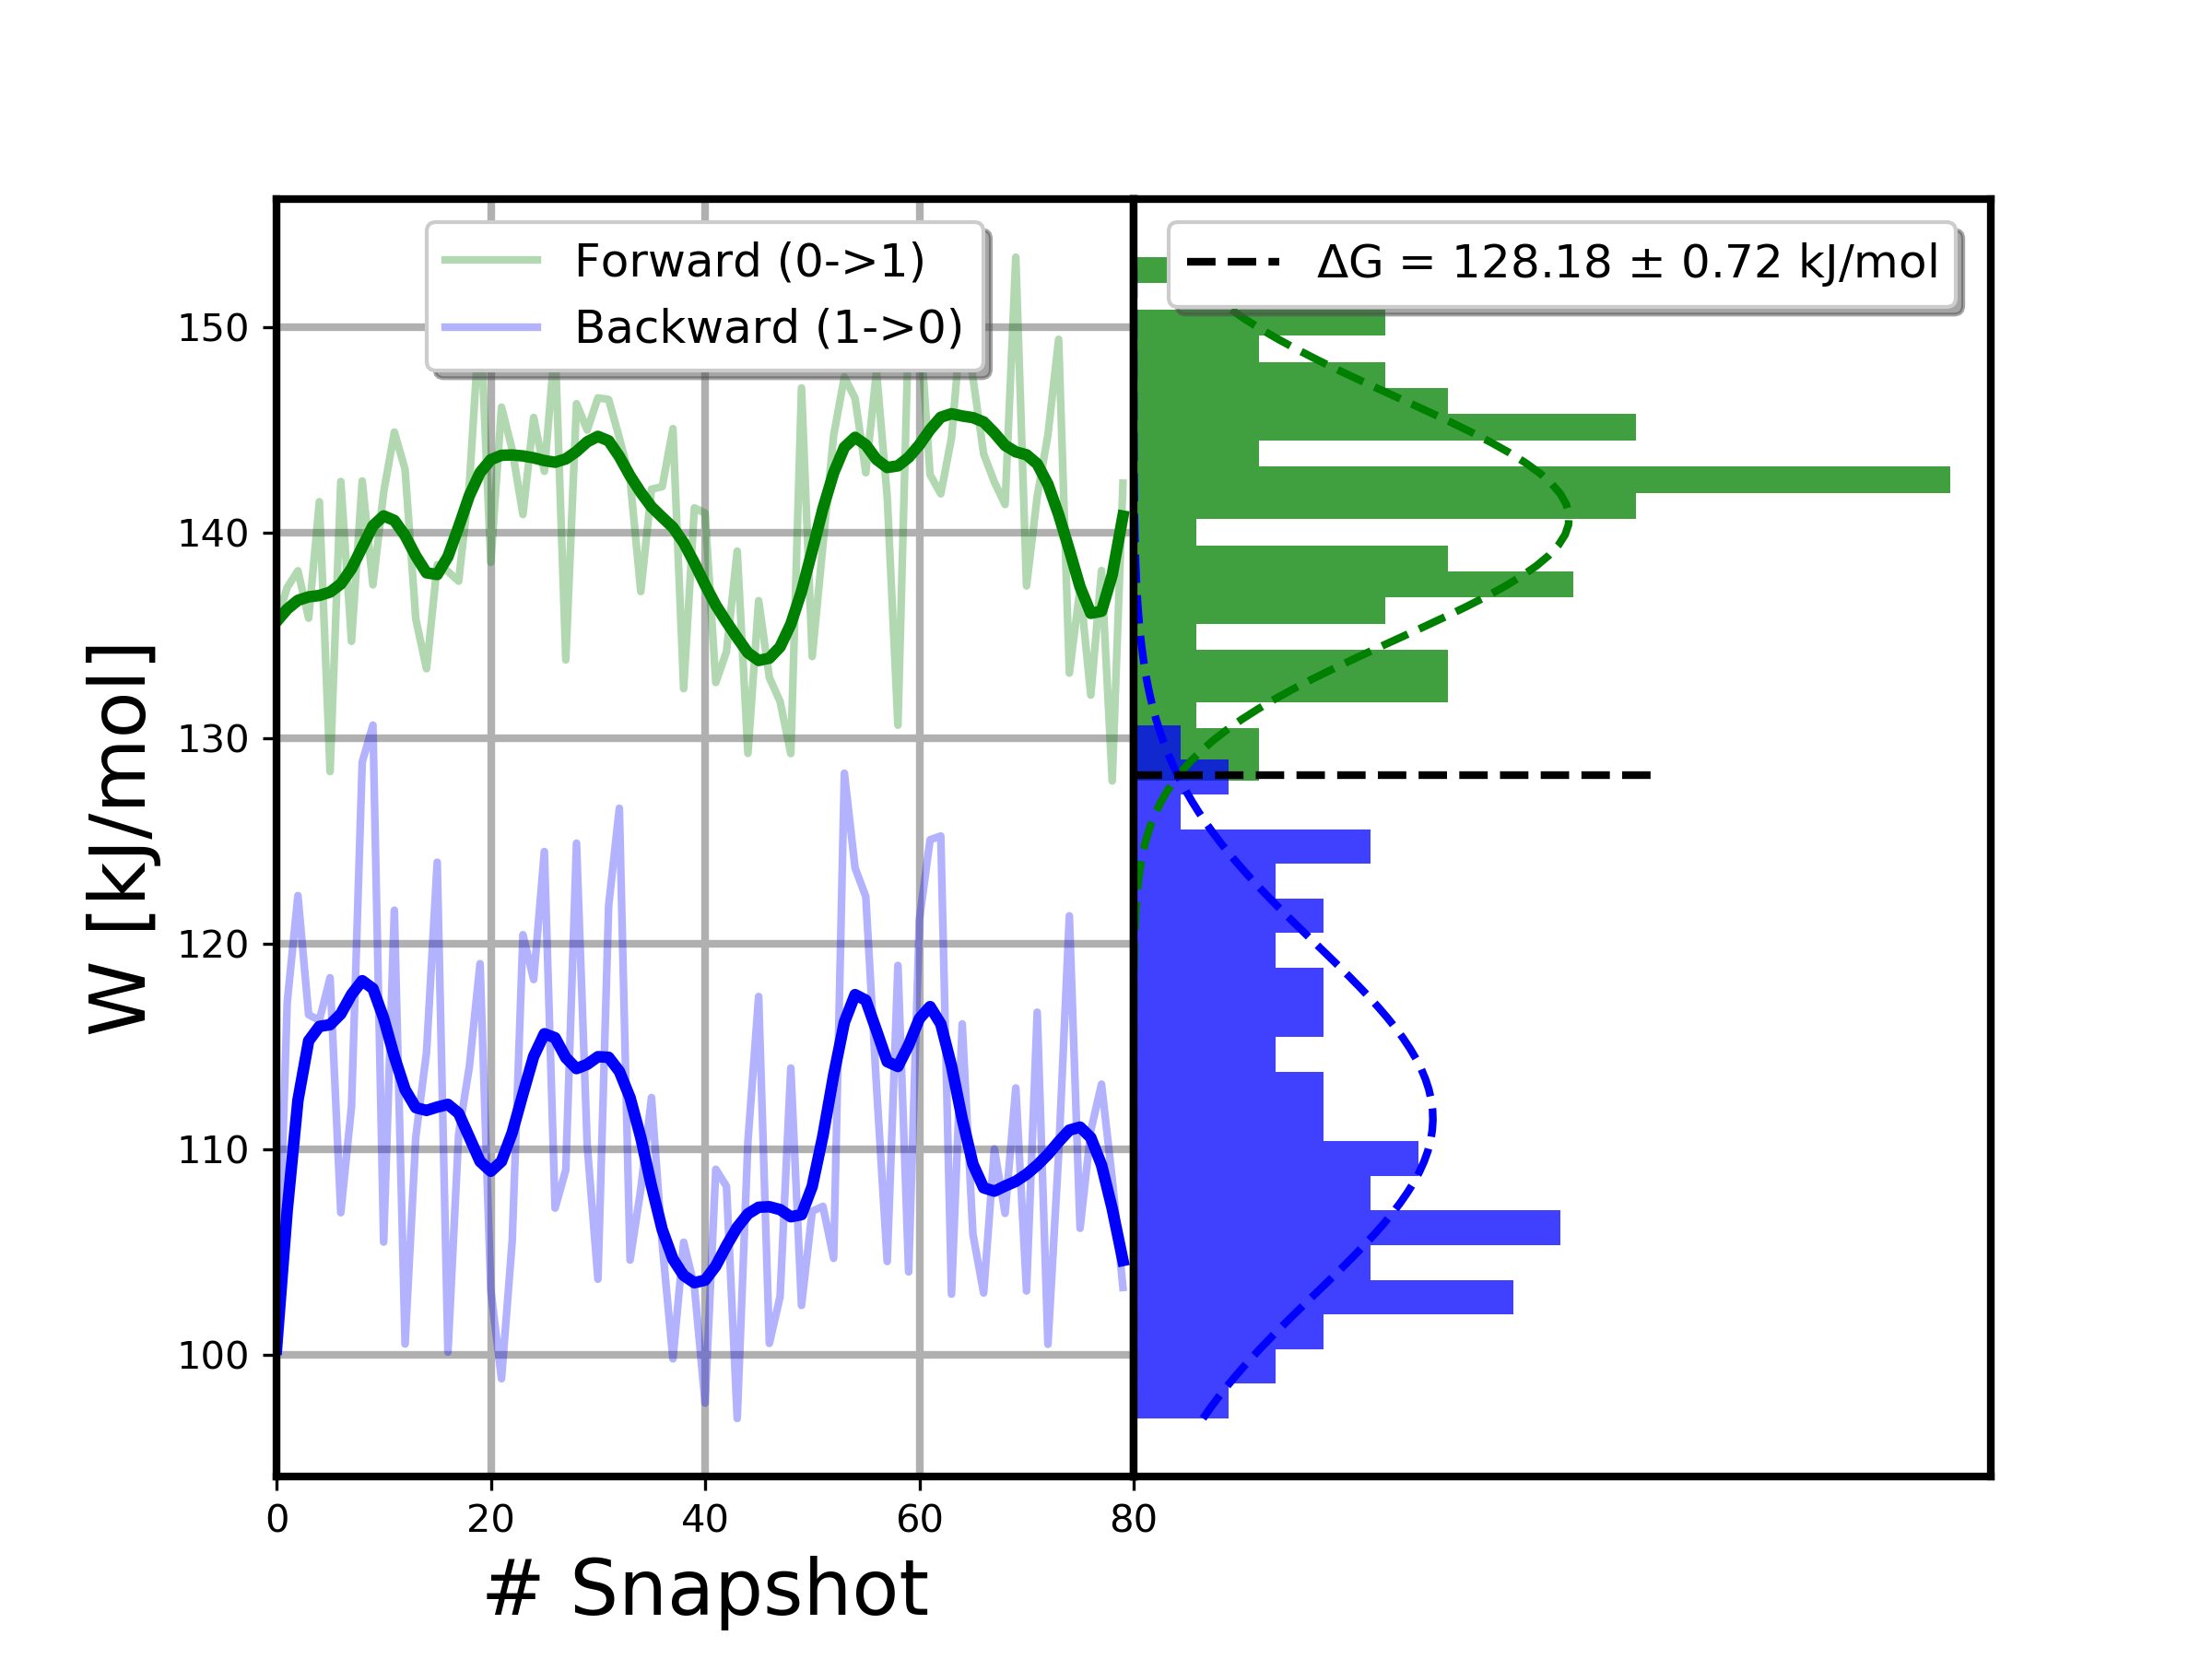 Forward (0->1)
Backward (1->0)
ΔG = 128.18 ± 0.72 kJ/mol
150
140
130
120
110
100
W [kJ/mol]
0 20 40 60 80
# Snapshot